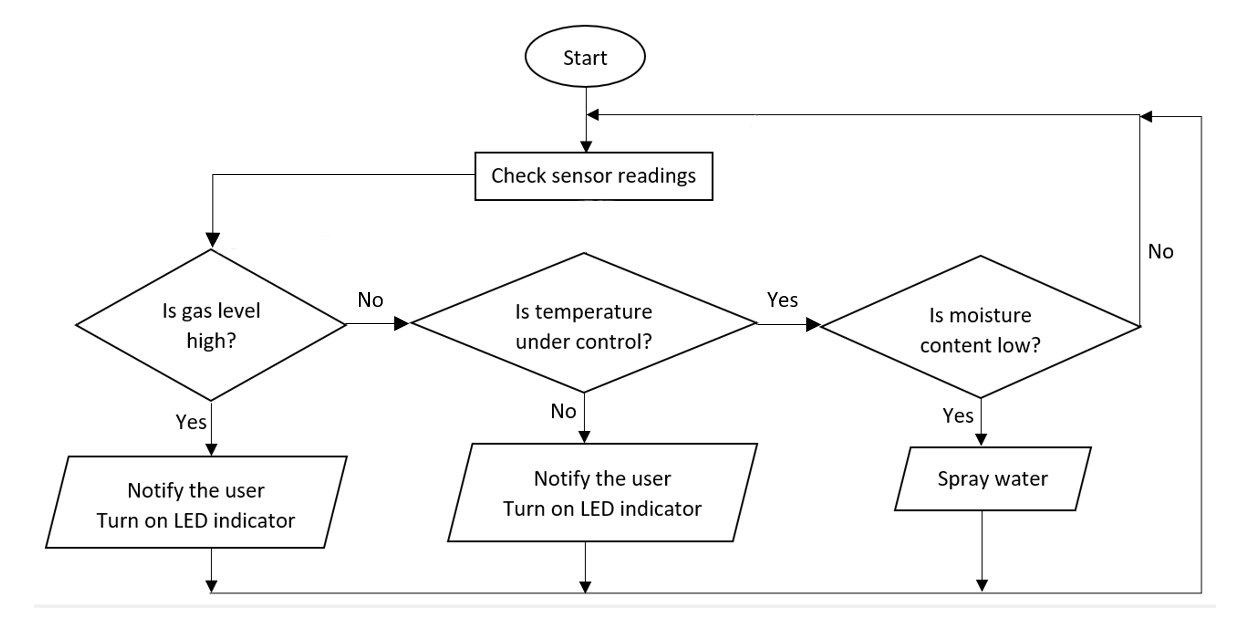 Start
Check sensor readings
No
Is gas level
high?
No
Is temperature
under control?
Yes
Is moisture
content low?
Yes
No
Yes
Notify the user
Turn on LED indicator
Notify the user
Turn on LED indicator
Spray water